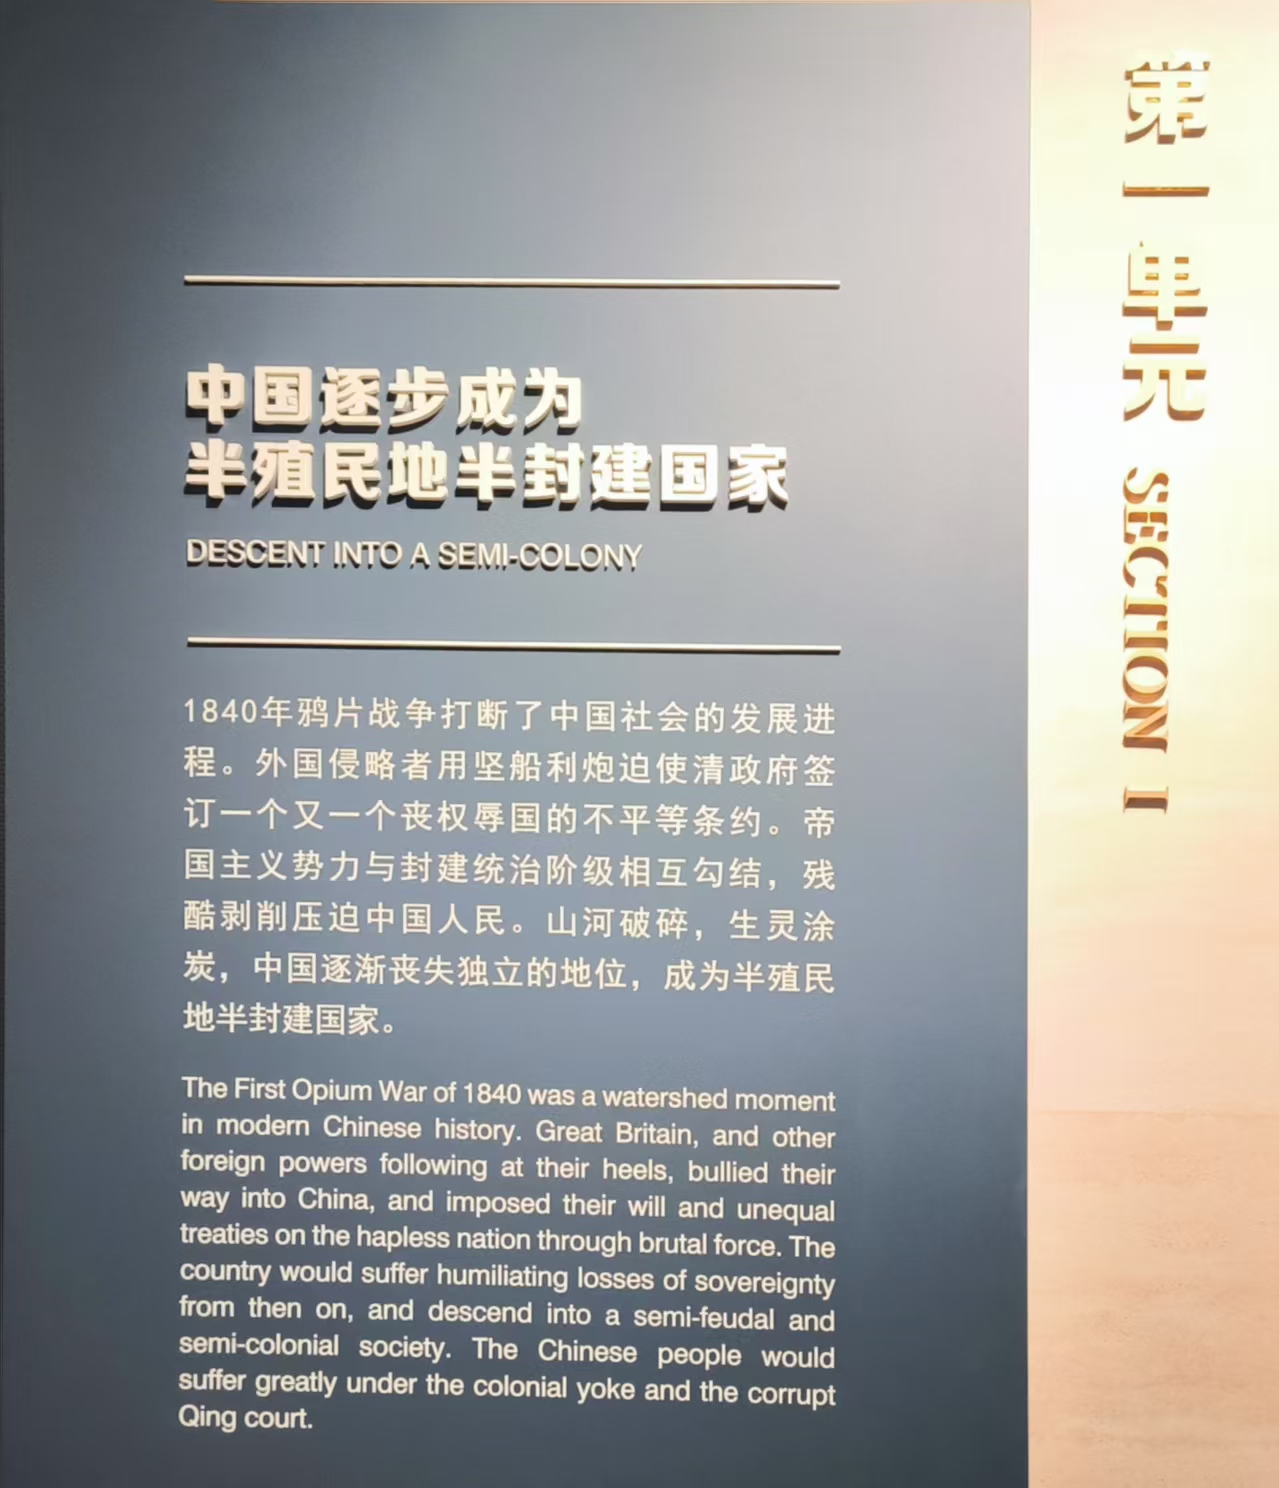 中国逐步成为
半殖民地半封建国家
DESCENT INTO A SEMI-COLONY
1840年鸦片战争打断了中国社会的发展进
程。外国侵略者用坚船利炮迫使清政府签
订一个又一个丧权辱国的不平等条约。帝
国主义势力与封建统治阶级相互勾结，残
酷剥削压迫中国人民。山河破碎，生灵涂
炭，中国逐渐丧失独立的地位，成为半殖民
地半封建国家。
The First Opium War of 1840 was a watershed moment
in modern Chinese history. Great Britain, and other
foreign powers following at their heels, bullied their
way into China, and imposed their will and unequal
treaties on the hapless nation through brutal force. The
country would suffer humiliating losses of sovereignty
from then on, and descend into a semi-feudal and
semi-colonial society. The Chinese people would
suffer greatly under the colonial yoke and the corrupt
Qing court.
第一单元 SECTION I